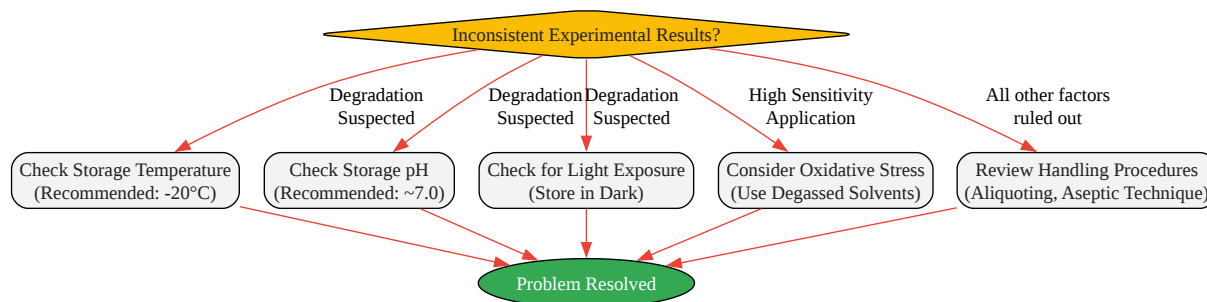 Inconsistent Experimental Results?
Degradation
Suspected
Degradation
Suspected
Degradation
Suspected
High Sensitivity
Application
All other factors
ruled out
Check Storage Temperature
(Recommended: -20°C)
Check Storage pH
(Recommended: ~7.0)
Check for Light Exposure
(Store in Dark)
Consider Oxidative Stress
(Use Degassed Solvents)
Review Handling Procedures
(Aliquoting, Aseptic Technique)
Problem Resolved